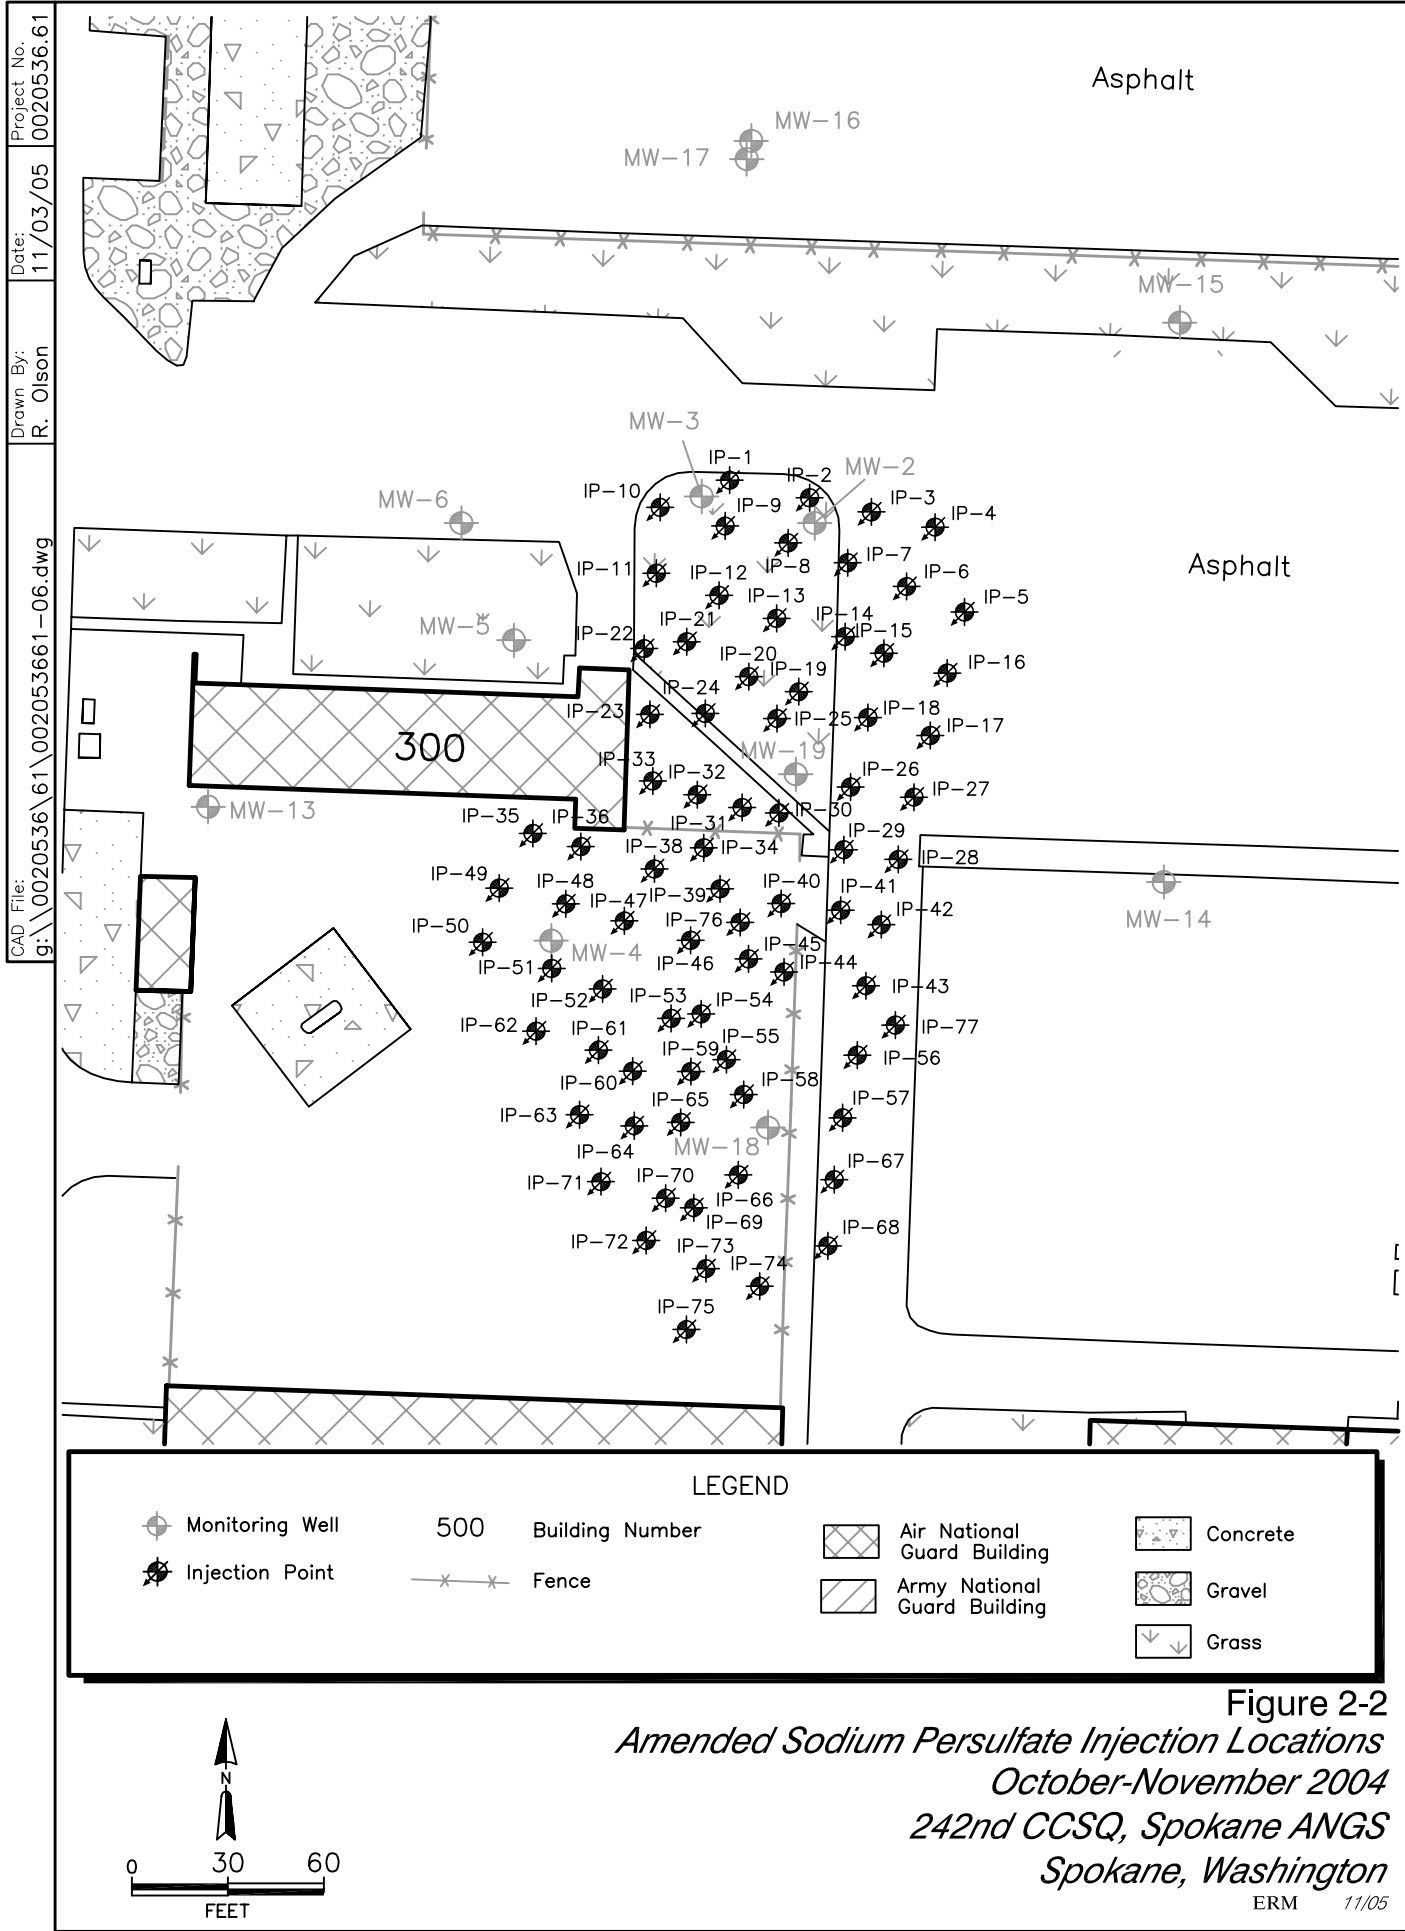 Project No.
0020536.61
Date:
11/03/05
Drawn By:
R. Olson
CAD File:
g:\\0020536\61\002053661-06.dwg
Asphalt
MW-16
MW-17
MW-15
MW-3
IP-1
MW-2
IP-2
IP-10
MW-6
IP-9
IP-3
IP-4
IP-8
IP-7
IP-11
IP-12
IP-6
Asphalt
IP-13
IP-5
MW-5
IP-22
IP-21
IP-14
IP-15
IP-20
IP-19
IP-16
IP-24
IP-23
IP-25
IP-18
IP-17
300
MW-19
IP-33
IP-32
IP-26
IP-27
MW-13
IP-35
IP-36
IP-31
IP-30
IP-29
IP-38
IP-34
IP-28
IP-49
IP-48
IP-39
IP-40
IP-41
IP-47
IP-42
MW-14
IP-50
IP-76
MW-4
IP-46
IP-45
IP-44
IP-51
IP-43
IP-52
IP-53
IP-54
IP-62
IP-61
IP-77
IP-59
IP-55
IP-56
IP-60
IP-58
IP-63
IP-65
IP-57
IP-64
MW-18
IP-67
IP-71
IP-70
IP-66
IP-69
IP-72
IP-73
IP-68
IP-74
IP-75
LEGEND
Monitoring Well
Injection Point
500
Building Number
Fence
Air National
Guard Building
Army National
Guard Building
Concrete
Gravel
Grass
Figure 2-2
Amended Sodium Persulfate Injection Locations
October-November 2004
242nd CCSQ, Spokane ANGS
Spokane, Washington
ERM 11/05
N
0 30 60
FEET